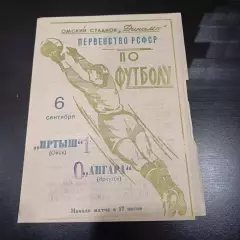 ОМСКИЙ СТАДИОН „Динамо"
ПЕРВЕНСТВО РСФСР
ПО
ФУТБОЛУ
6
сентября
„ИРТЫШ" 1
(Омск)
0 „АНГАРА"
(Иркутск)
Начало матча в 17 часов